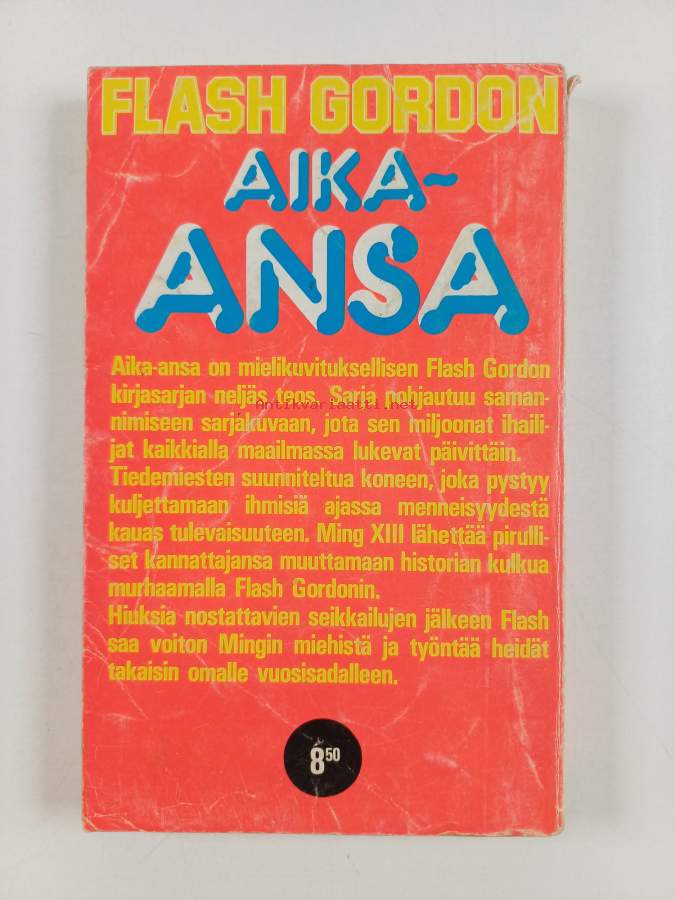 FLASH GORDON
AIKA-
ANSA
Aika-ansa on mielikuvituksellisen Flash Gordon
kirjasarjan neljäs teos. Sarja pohjautuu saman-
Antikvariaatti.net
nimiseen sarjakuvaan, jota sen miljoonat ihaili-
jat kaikkialla maailmassa lukevat päivittäin.
Tiedemiesten suunniteltua koneen, joka pystyy
kuljettamaan ihmisiä ajassa menneisyydestä
kauas tulevaisuuteen. Ming XIII lähettää pirulli-
set kannattajansa muuttamaan historian kulkua
murhaamalla Flash Gordonin.
Hiuksia nostattavien seikkailujen jälkeen Flash
saa voiton Mingin miehistä ja työntää heidät
takaisin omalle vuosisadalleen.
8 50